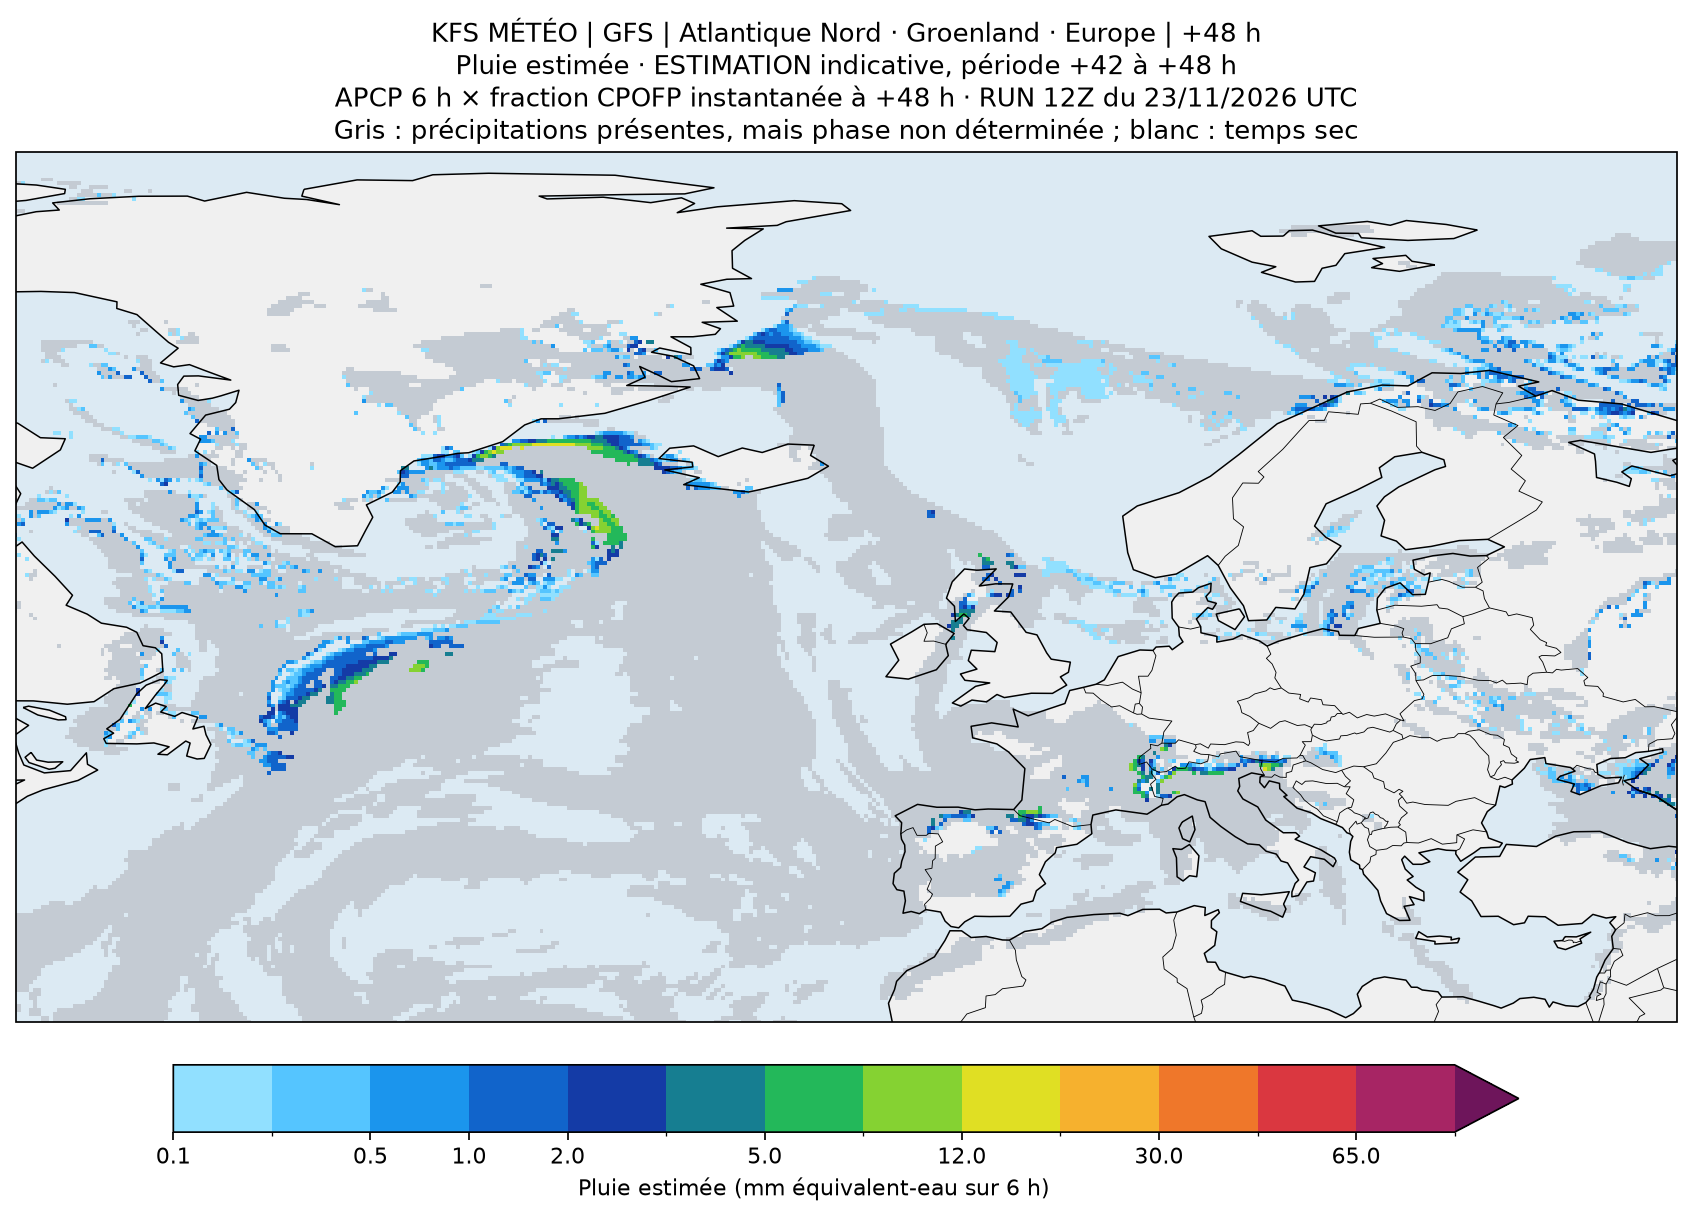 KFS MÉTÉO | GFS | Atlantique Nord · Groenland · Europe | +48 h
Pluie estimée · ESTIMATION indicative, période +42 à +48 h
APCP 6 h × fraction CPOFP instantanée à +48 h · RUN 12Z du 23/11/2026 UTC
Gris : précipitations présentes, mais phase non déterminée ; blanc : temps sec
0.1 0.5 1.0 2.0 5.0 12.0 30.0 65.0
Pluie estimée (mm équivalent-eau sur 6 h)